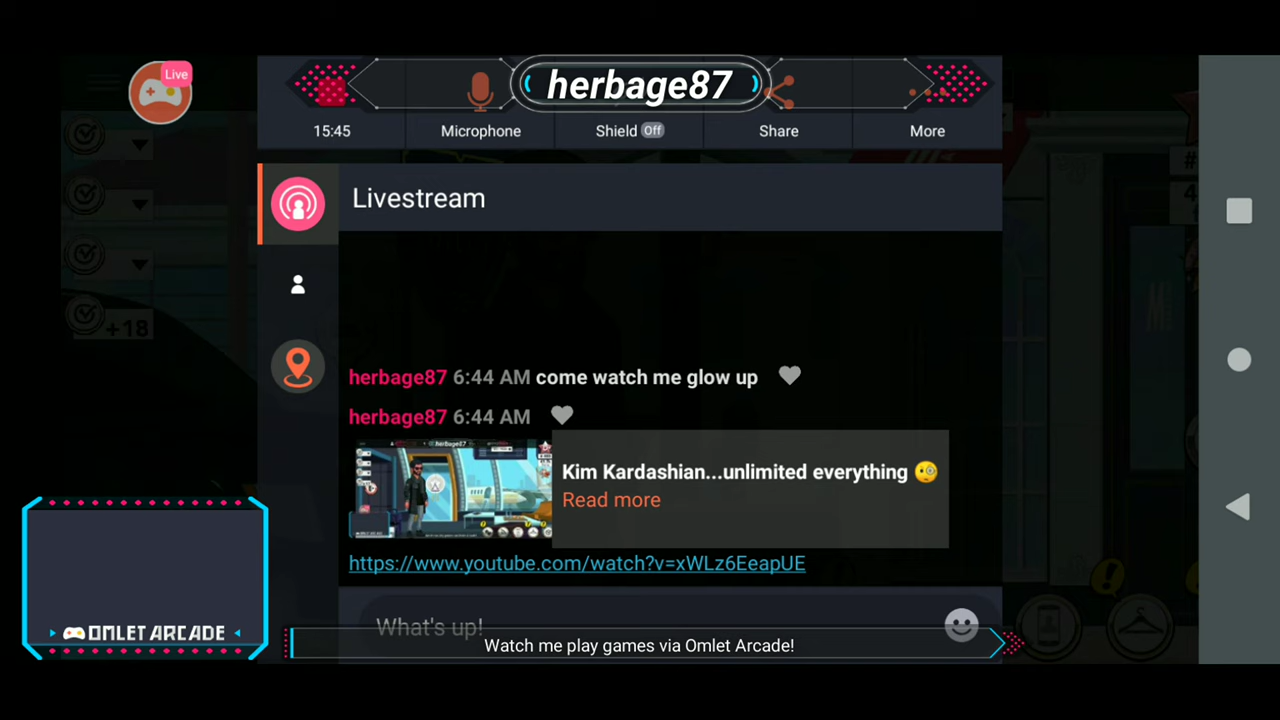 Live
herbage87
15:45
Microphone
Shield Off
Share
More
Livestream
herbage87 6:44 AM come watch me glow up
herbage87 6:44 AM
Kim Kardashian...unlimited everything 🧐
Read more
https://www.youtube.com/watch?v=xWLz6EeapUE
+18
What's up!
OMLET ARCADE
Watch me play games via Omlet Arcade!